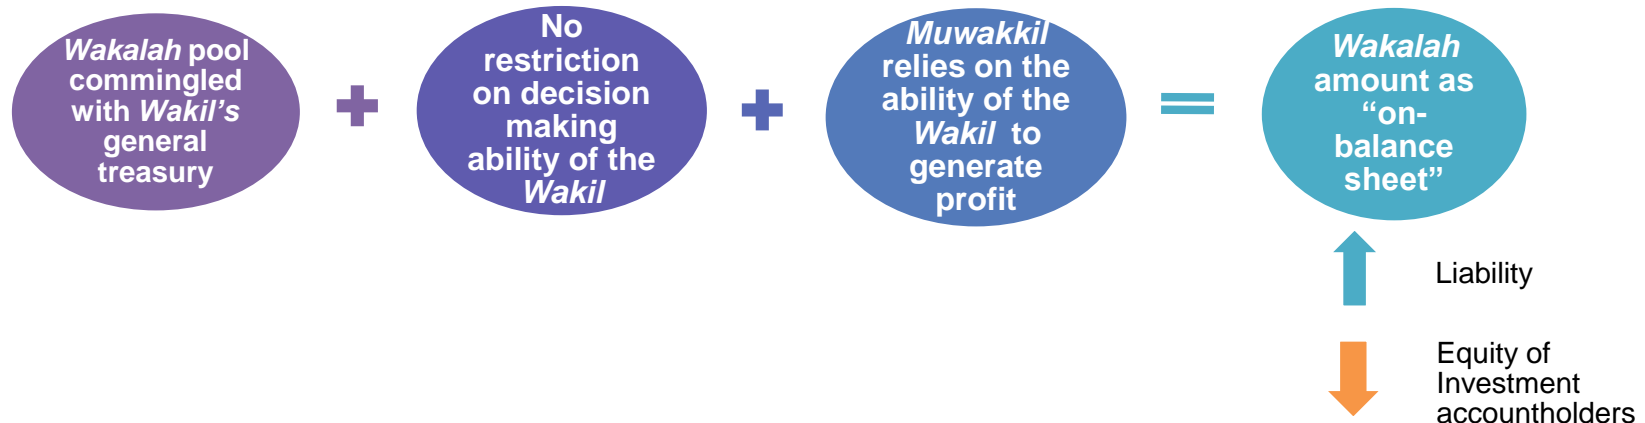 Wakalah pool
commingled
with Wakil’s
general
treasury
No
restriction
on decision
making
ability of the
Wakil
Muwakkil
relies on the
ability of the
Wakil to
generate
profit
Wakalah
amount as
“on-
balance
sheet”
Liability
Equity of
Investment
accountholders